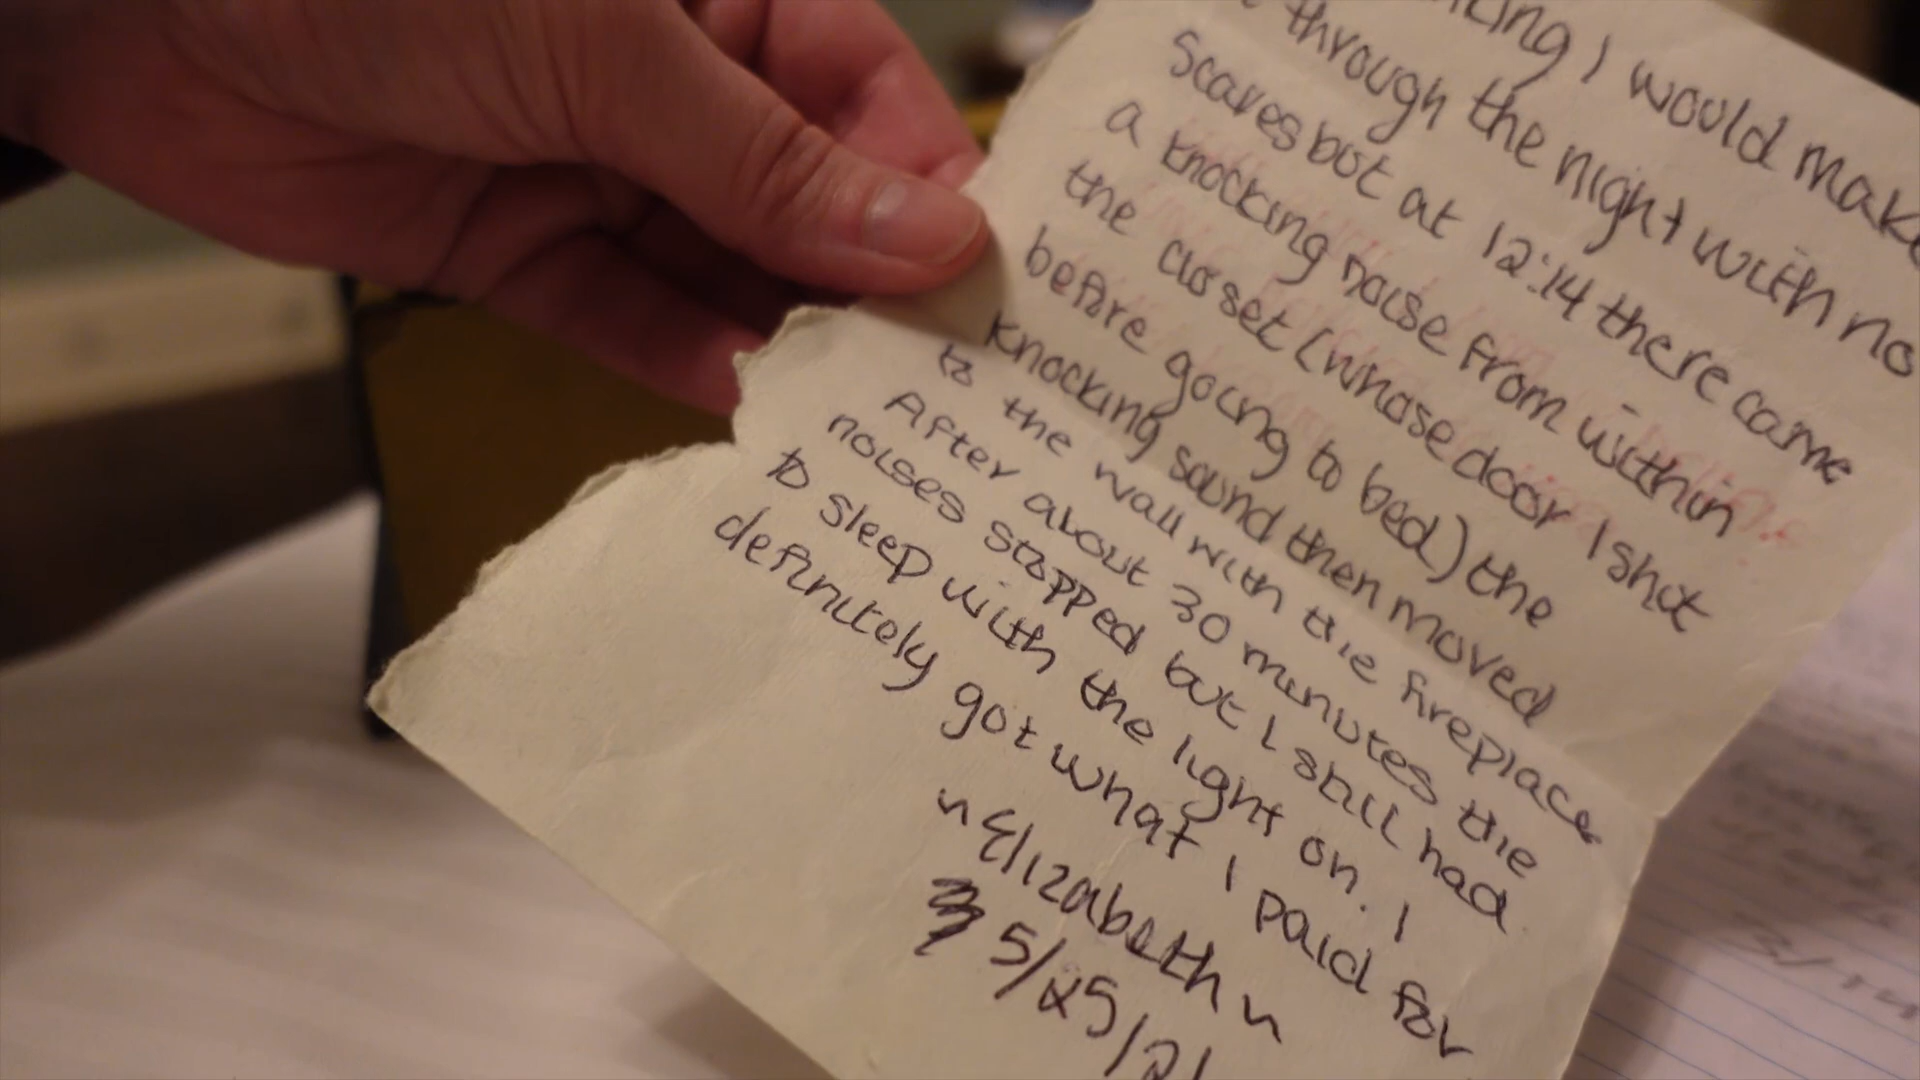 I would make
through the night with no
scares but at 12:14 there came
a knocking noise from within
the closet (whose door I shut
before going to bed) the
knocking sound then moved
to the wall with the fireplace
After about 30 minutes the
noises stopped but I still had
to sleep with the light on. I
definitely got what I paid for
~Elizabeth~
5/25/21